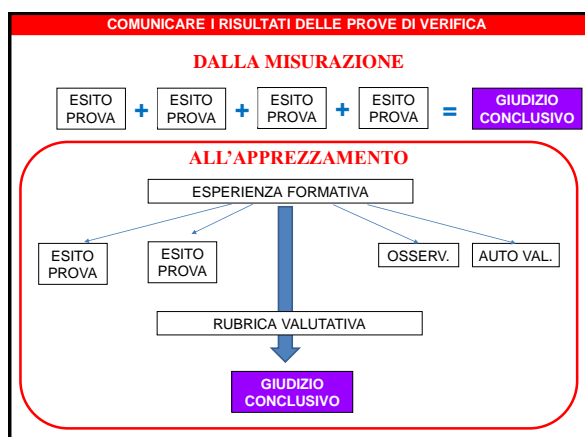 COMUNICARE I RISULTATI DELLE PROVE DI VERIFICA
DALLA MISURAZIONE
ESITO PROVA + ESITO PROVA + ESITO PROVA + ESITO PROVA = GIUDIZIO CONCLUSIVO
ALL'APPREZZAMENTO
ESPERIENZA FORMATIVA
ESITO PROVA
ESITO PROVA
OSSERV.
AUTO VAL.
RUBRICA VALUTATIVA
GIUDIZIO
CONCLUSIVO